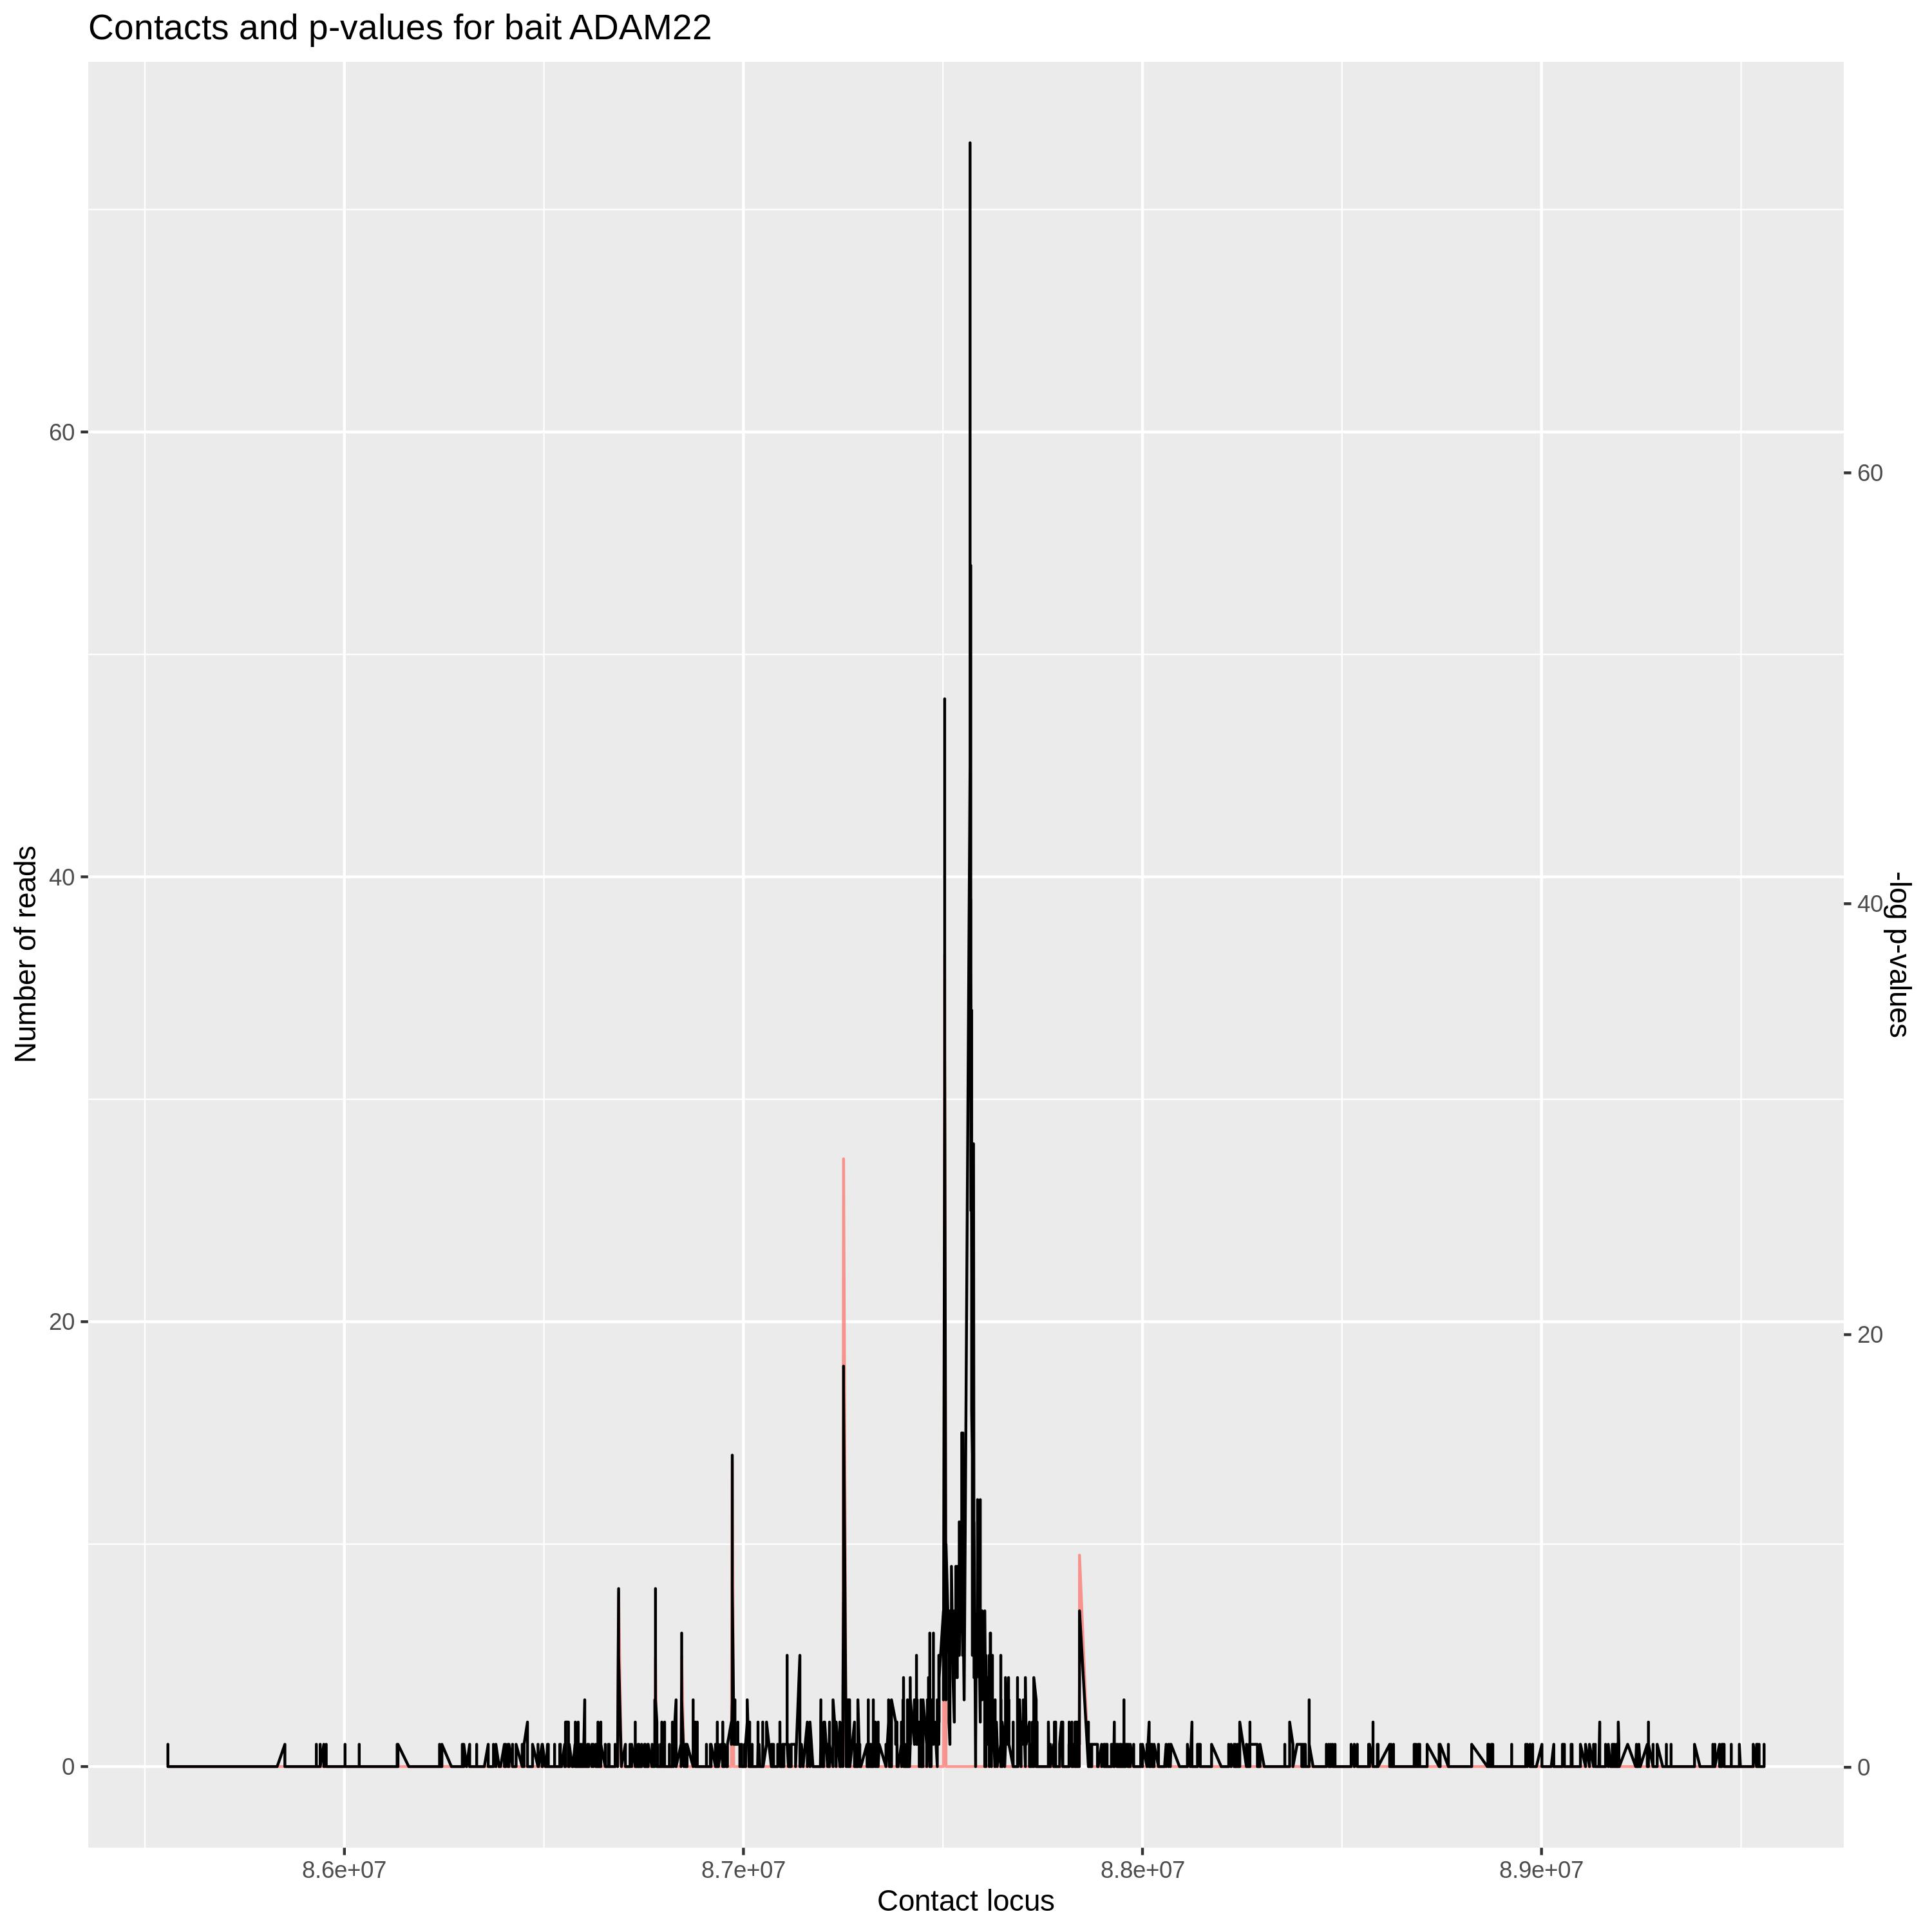 Contacts and p-values for bait ADAM22
60
40
20
0
Number of reads
60
40
20
0
-log p-values
8.6e+07 8.7e+07 8.8e+07 8.9e+07
Contact locus